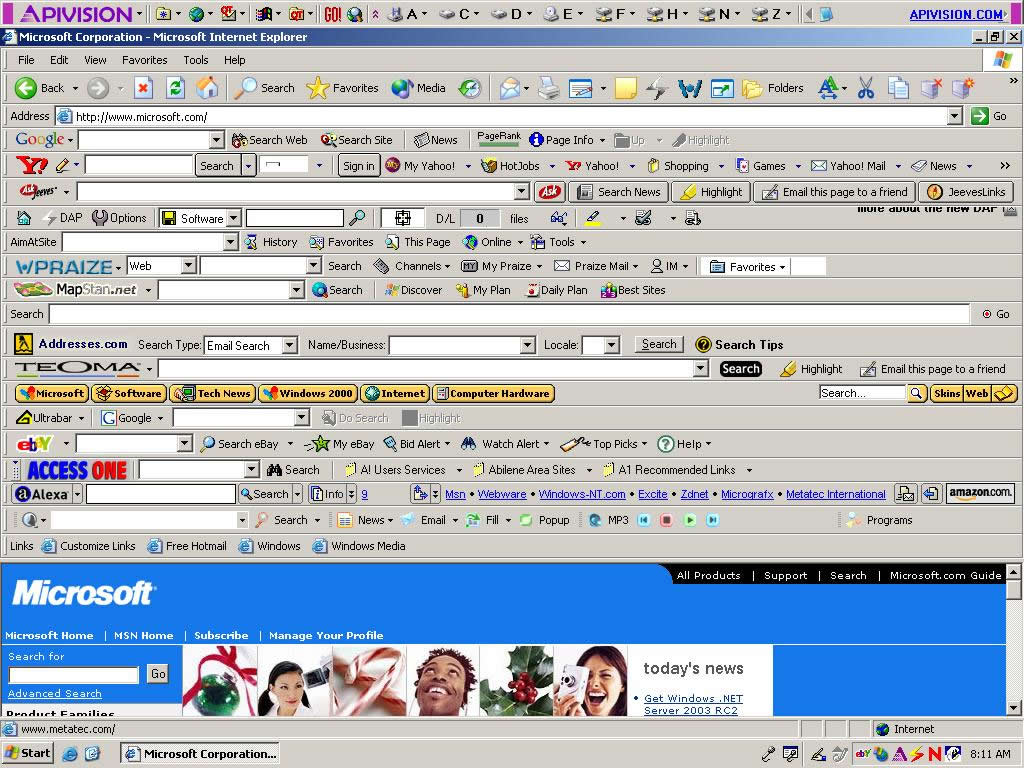 APIVISION GO! A C D E F H N Z APIVISION.COM
Microsoft Corporation - Microsoft Internet Explorer
File Edit View Favorites Tools Help
Back Search Favorites Media Folders
Address http://www.microsoft.com/ Go
Google Search Web Search Site News PageRank Page Info Up Highlight
Y! Search Sign in My Yahoo! HotJobs Yahoo! Shopping Games Yahoo! Mail News
Ask Jeeves Ask Search News Highlight Email this page to a friend JeevesLinks
DAP Options Software D/L 0 files more about the new DAP
AimAtSite History Favorites This Page Online Tools
WPRAIZE Web Search Channels MY My Praize Praize Mail IM Favorites
MapStan.net Search Discover My Plan Daily Plan Best Sites
Search Go
Addresses.com Search Type: Email Search Name/Business: Locale: Search Search Tips
TEOMA Search Highlight Email this page to a friend
Microsoft Software Tech News Windows 2000 Internet Computer Hardware Search... Skins Web
Ultrabar Google Do Search Highlight
ebY Search eBay My eBay Bid Alert Watch Alert Top Picks Help
ACCESS ONE Search AI Users Services Abilene Area Sites A1 Recommended Links
Alexa Search Info 9 Msn • Webware • Windows-NT.com • Excite • Zdnet • Micrografx • Metatec International amazon.com.
Search News Email Fill Popup MP3 Programs
Links Customize Links Free Hotmail Windows Windows Media
All Products | Support | Search | Microsoft.com Guide
Microsoft
Microsoft Home | MSN Home | Subscribe | Manage Your Profile
Search for
Go
Advanced Search
Product Families
today's news
• Get Windows .NET
Server 2003 RC2
www.metatec.com/ Internet
Start Microsoft Corporation... 8:11 AM